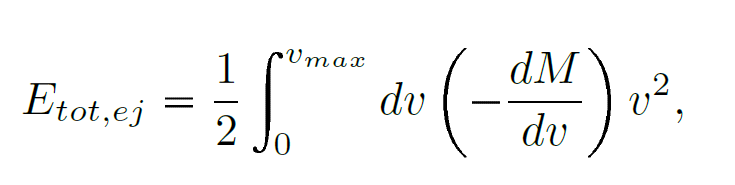 E_{tot,ej} = \frac{1}{2} \int_0^{v_{max}} dv \left( -\frac{dM}{dv} \right) v^2,